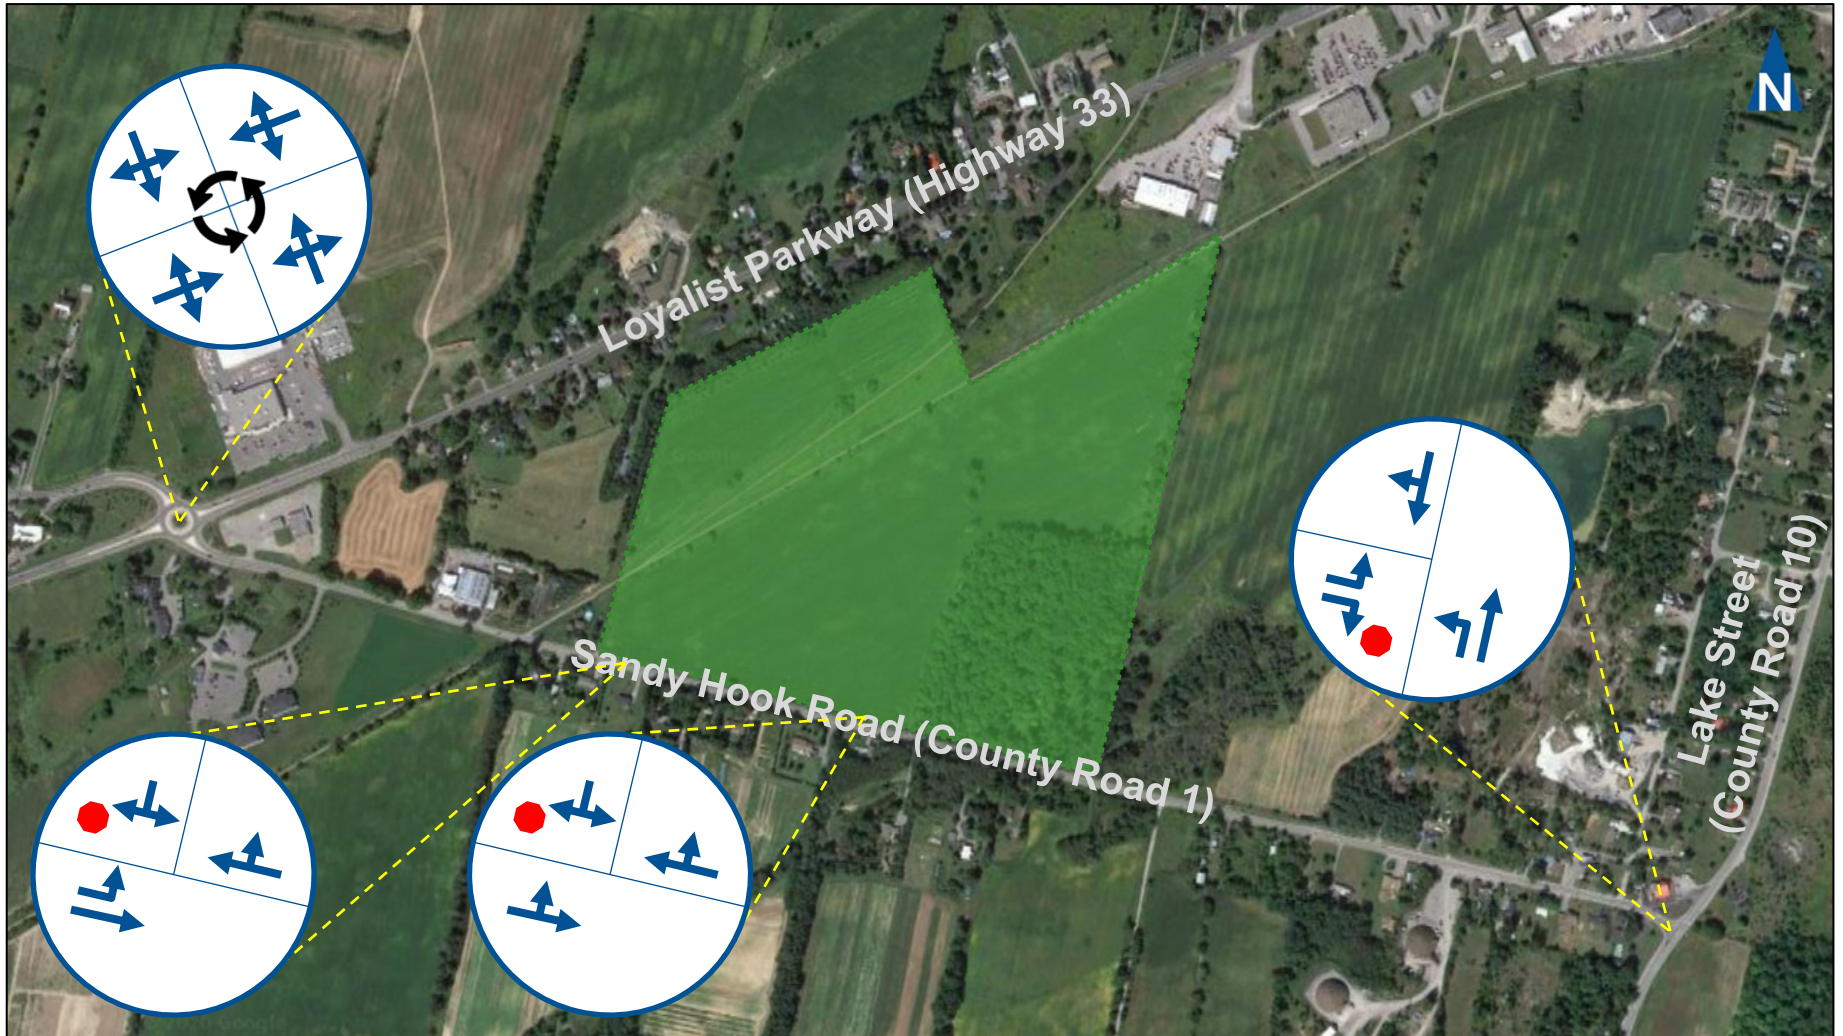 N
Loyalist Parkway (Highway 33)
Sandy Hook Road (County Road 1)
Lake Street
(County Road 10)